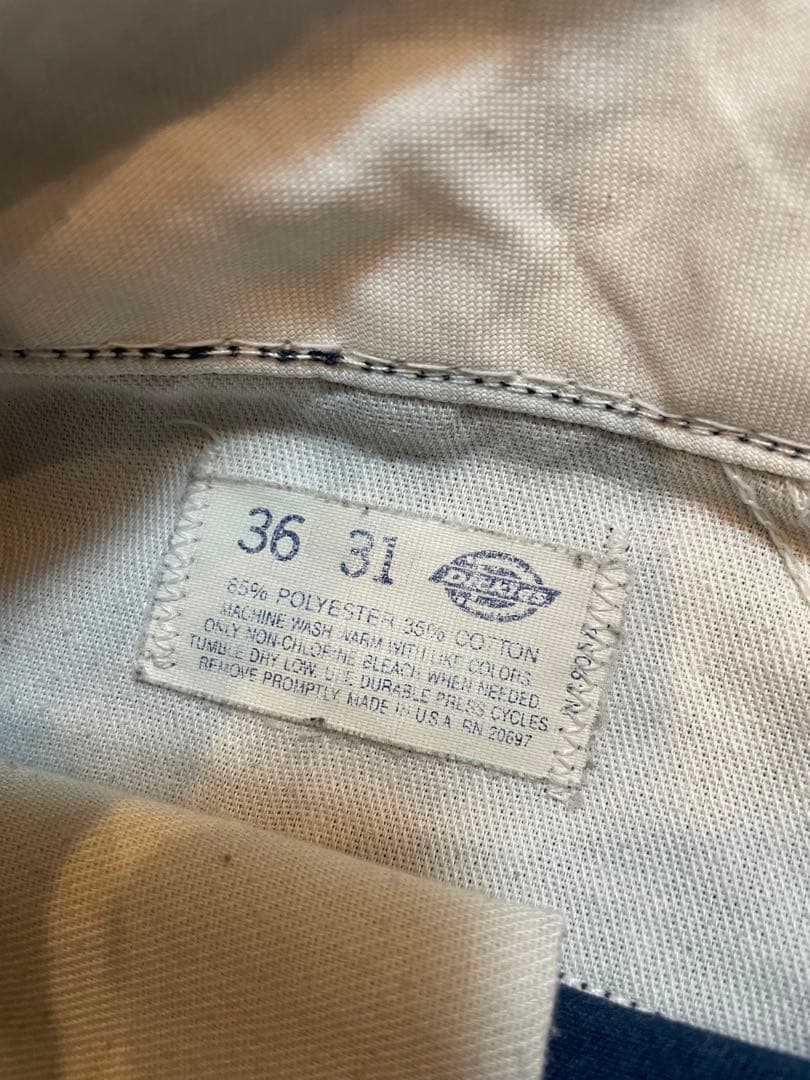 36 31
DICKIES
65% POLYESTER 35% COTTON
MACHINE WASH WARM WITH LIKE COLORS.
ONLY NON-CHLORINE BLEACH WHEN NEEDED.
TUMBLE DRY LOW. USE DURABLE PRESS CYCLES.
REMOVE PROMPTLY. MADE IN U.S.A. RN 20697